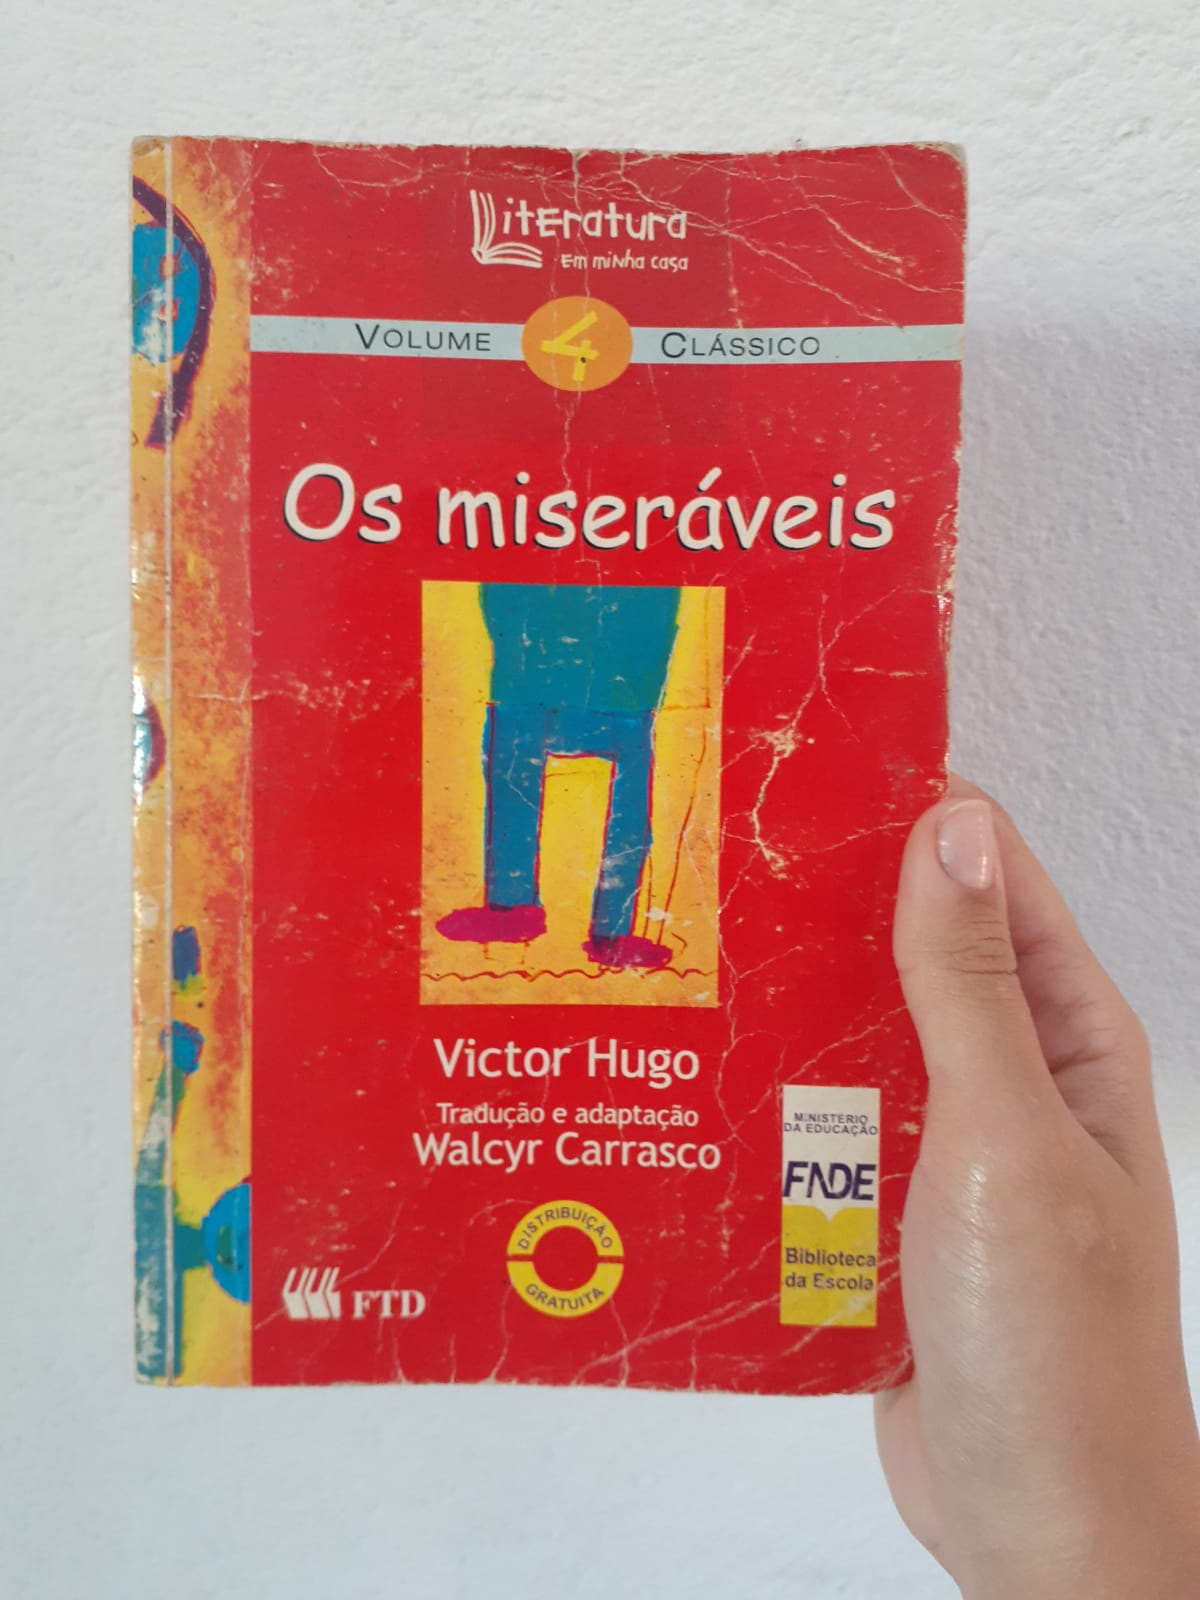 Literatura
Em minha casa
VOLUME 4 CLÁSSICO
Os miseráveis
Victor Hugo
Tradução e adaptação
Walcyr Carrasco
DISTRIBUIÇÃO
GRATUITA
FTD
MINISTÉRIO
DA EDUCAÇÃO
FNDE
Biblioteca
da Escola